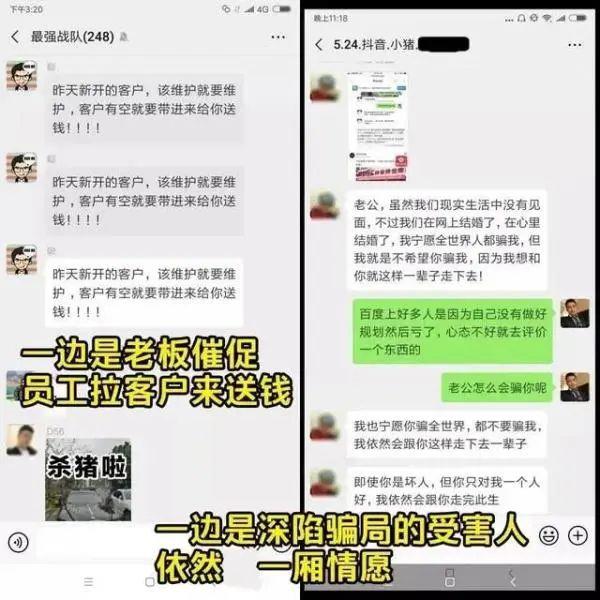 下午3:20
4G
最强战队(248)
昨天新开的客户，该维护就要维
护，客户有空就要带进来给你送
钱!！！！
昨天新开的客户，该维护就要维
护，客户有空就要带进来给你送
钱!！！！
昨天新开的客户，该维护就要维
护，客户有空就要带进来给你送
钱!！！！
一边是老板催促
员工拉客户来送钱
D56
杀猪啦
晚上11:18
5.24.抖音.小猪.
老公，虽然我们现实生活中没有见
面，不过我们在网上结婚了，在心里
结婚了，我宁愿全世界人都骗我，但
我就是不希望你骗我，因为我想和
你就这样一辈子走下去！
百度上好多人是因为自己没有做好
规划然后亏了，心态不好就去评价
一个东西的
老公怎么会骗你呢
我也宁愿你骗全世界，都不要骗我，
我依然会跟你这样走下去一辈子
即使你是坏人，但你只对我一个人
好，我依然会跟你走完此生
一边是深陷骗局的受害人
依然 一厢情愿